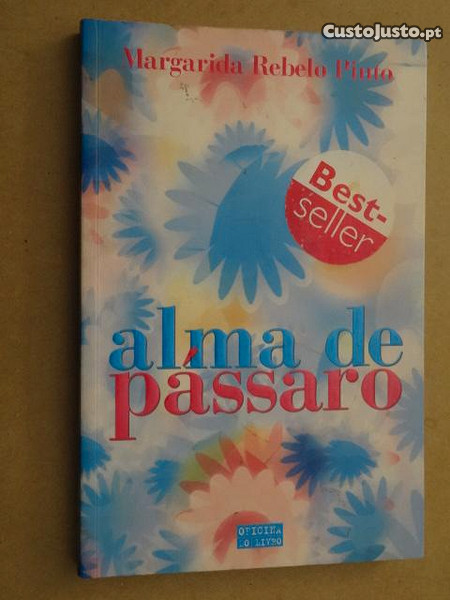 CustoJusto.pt
Margarida Rebelo Pinto
Best-
seller
alma de
pássaro
OFICINA
DO LIVRO